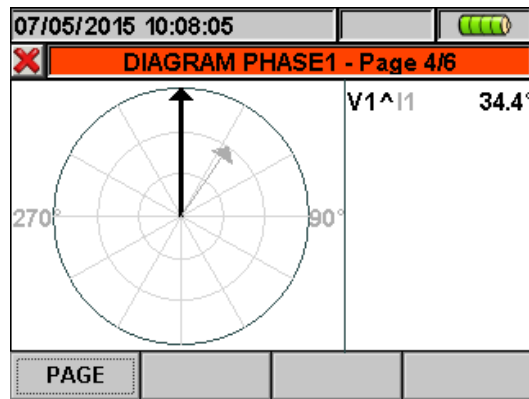 07/05/2015 10:08:05
DIAGRAM PHASE1 - Page 4/6
V1^I1 34.4°
270° 90°
PAGE